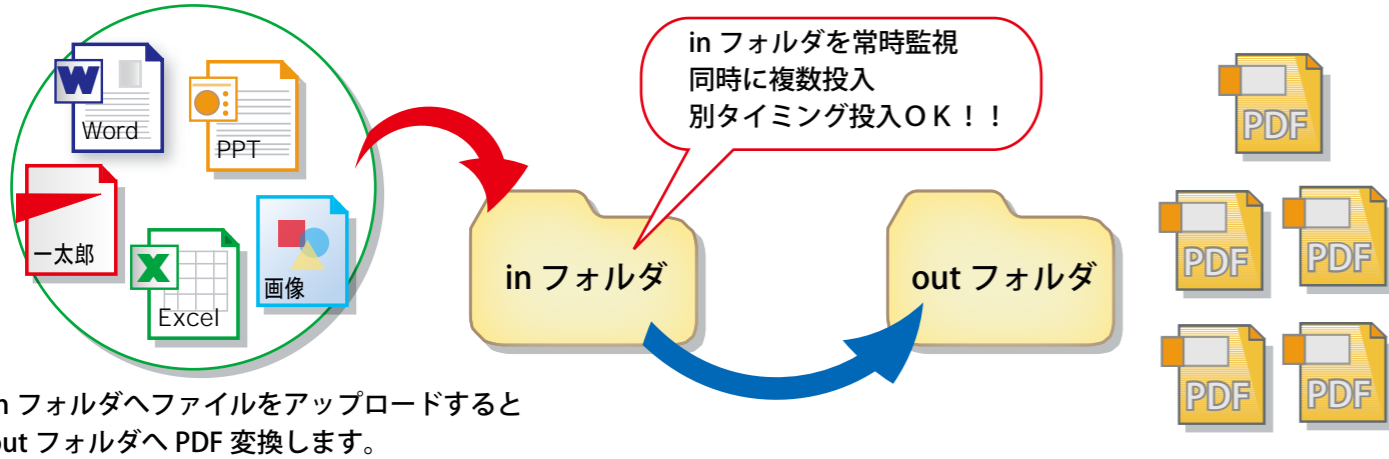 in フォルダを常時監視
同時に複数投入
別タイミング投入ＯＫ！！
W
Word
PPT
一太郎
X
Excel
画像
in フォルダ
out フォルダ
PDF
PDF
PDF
PDF
PDF
n フォルダへファイルをアップロードすると
out フォルダへ PDF 変換します。